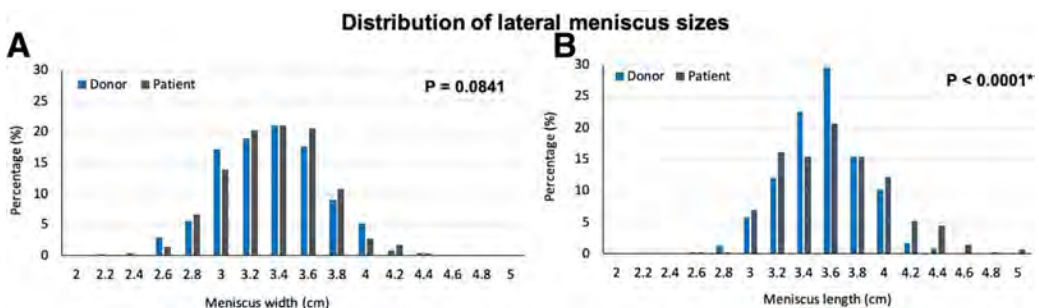 Distribution of lateral meniscus sizes
A
30
25
20
15
10
5
0
Percentage (%)
Donor Patient
P = 0.0841
2 2.2 2.4 2.6 2.8 3 3.2 3.4 3.6 3.8 4 4.2 4.4 4.6 4.8 5
Meniscus width (cm)
B
30
25
20
15
10
5
0
Percentage (%)
Donor Patient
P < 0.0001*
2 2.2 2.4 2.6 2.8 3 3.2 3.4 3.6 3.8 4 4.2 4.4 4.6 4.8 5
Meniscus length (cm)